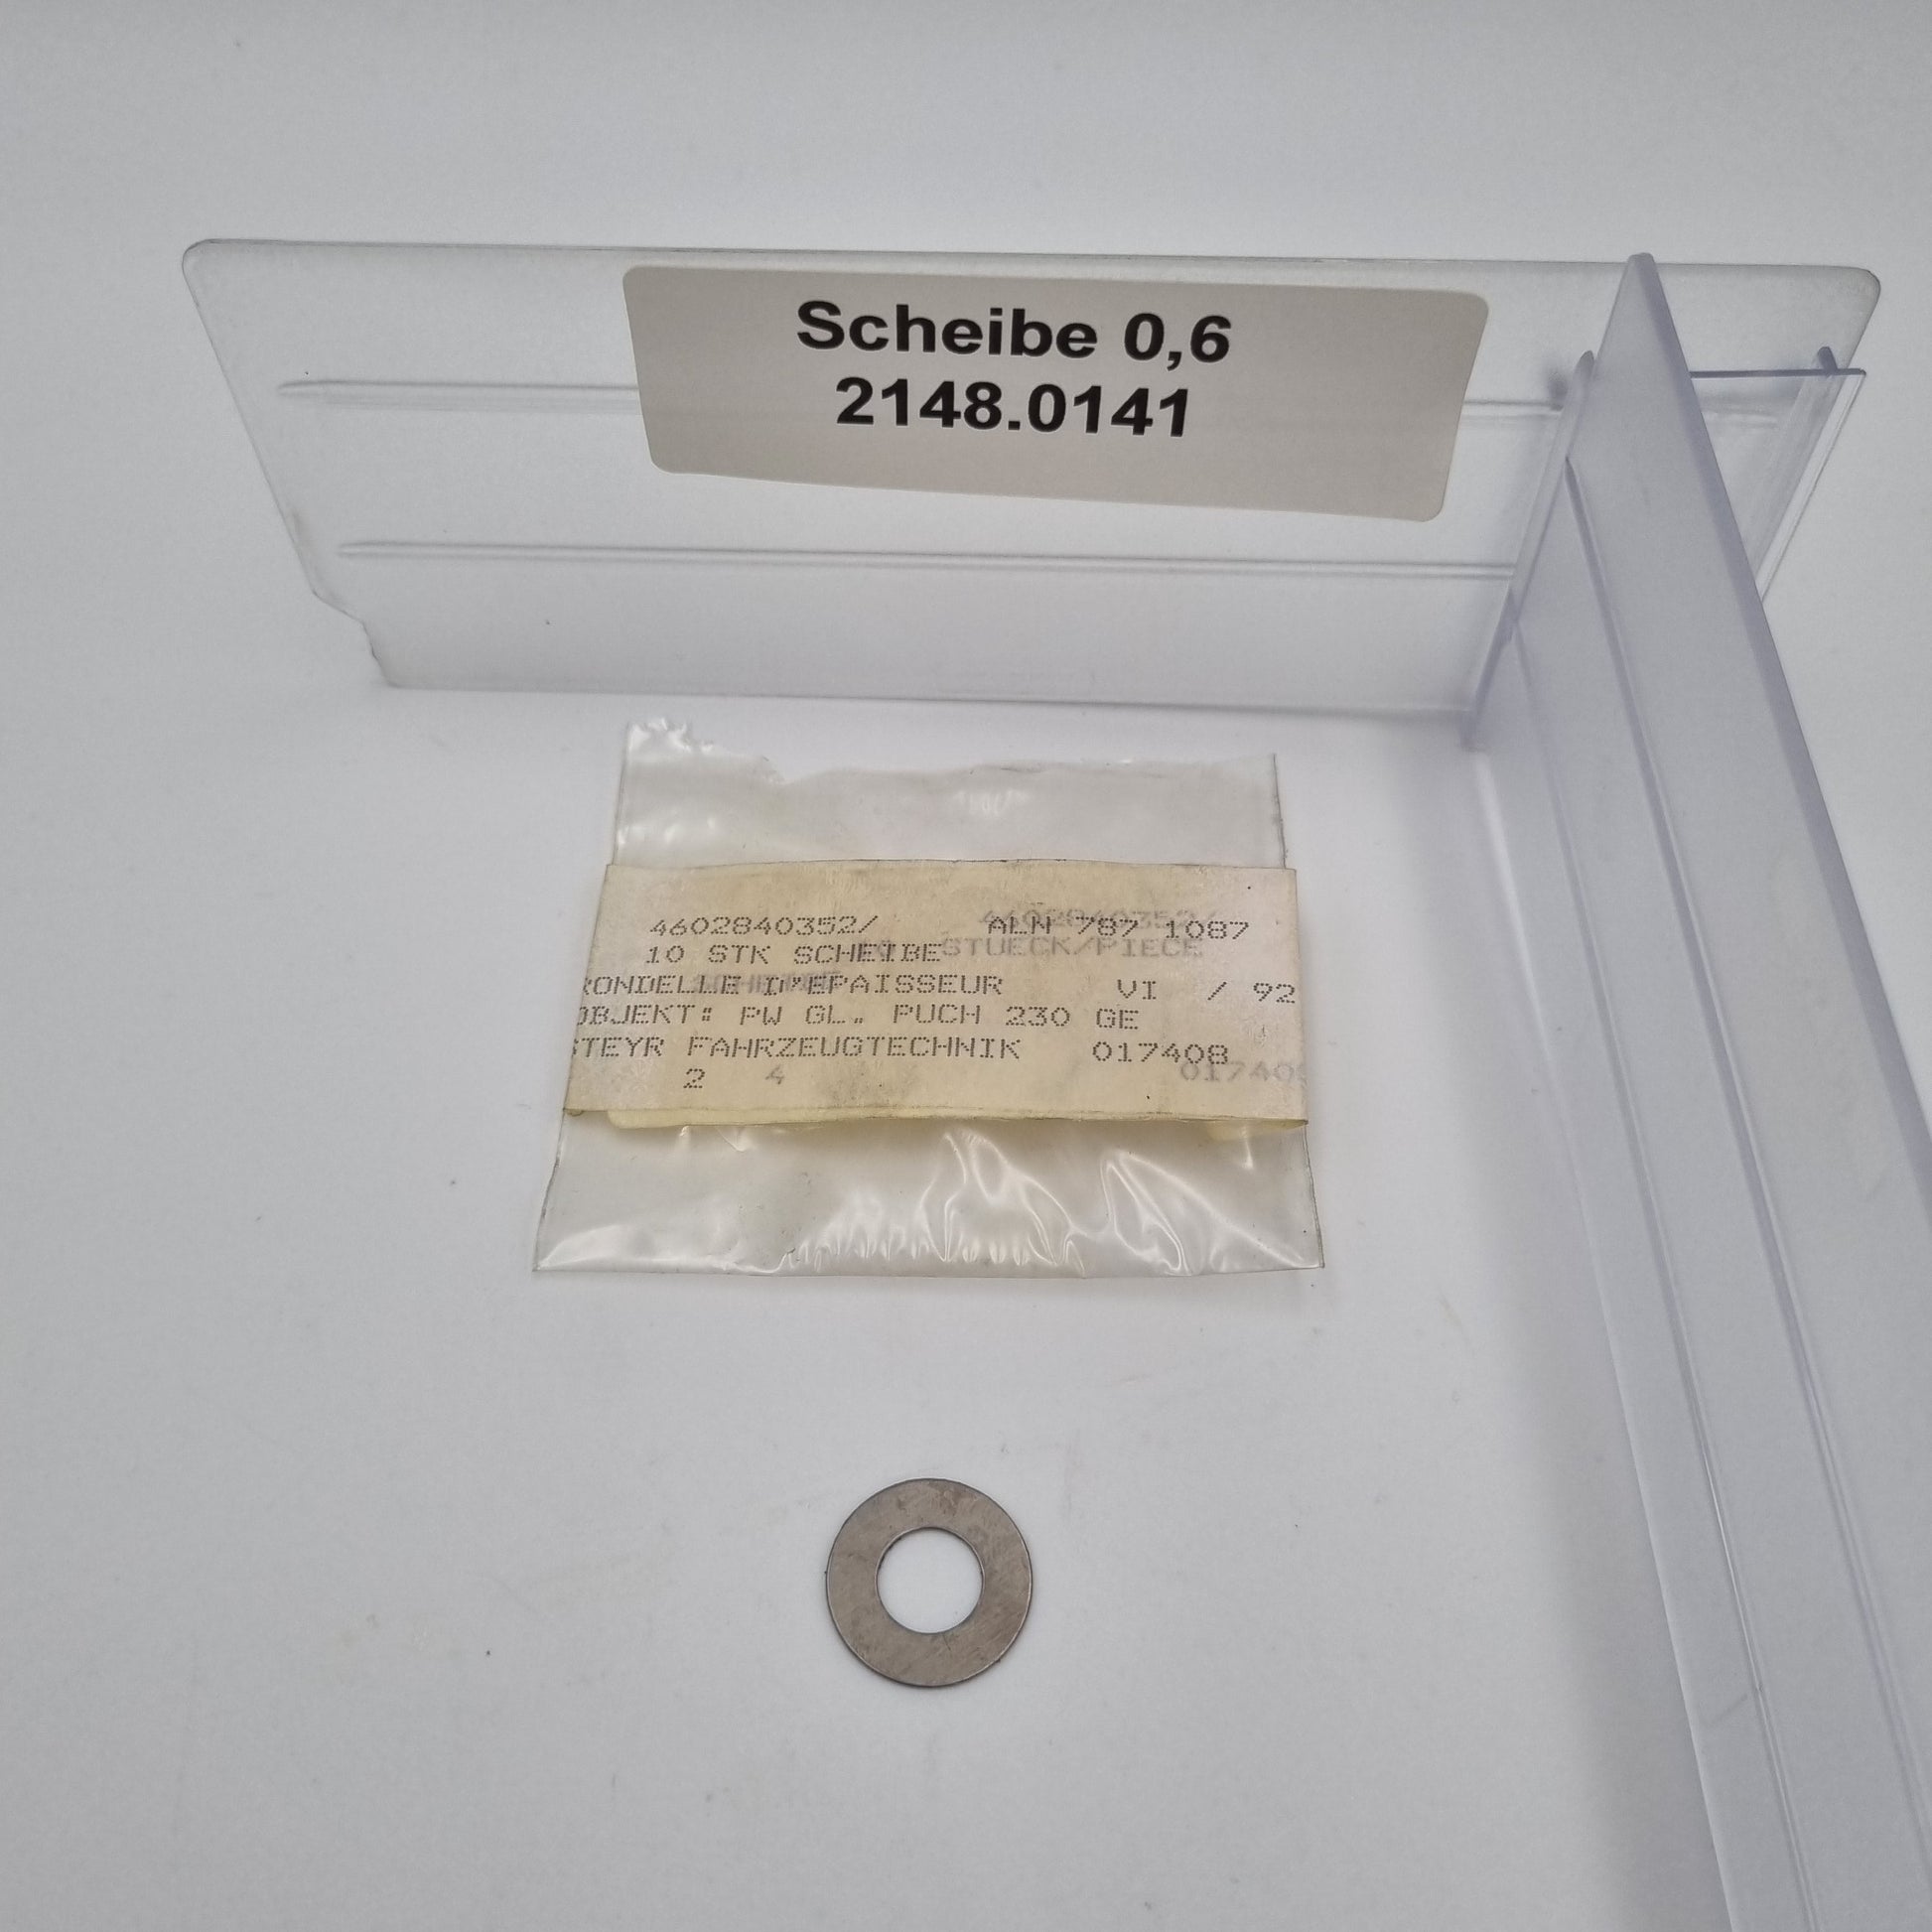 Scheibe 0,6
2148.0141
4602840352/ ALN 787 1087
10 STK SCHEIBE STUECK/PIECE
RONDELLE D'EPAISSEUR VI / 92
OBJEKT: PW GL. PUCH 230 GE
STEYR FAHRZEUGTECHNIK 017408
2 4